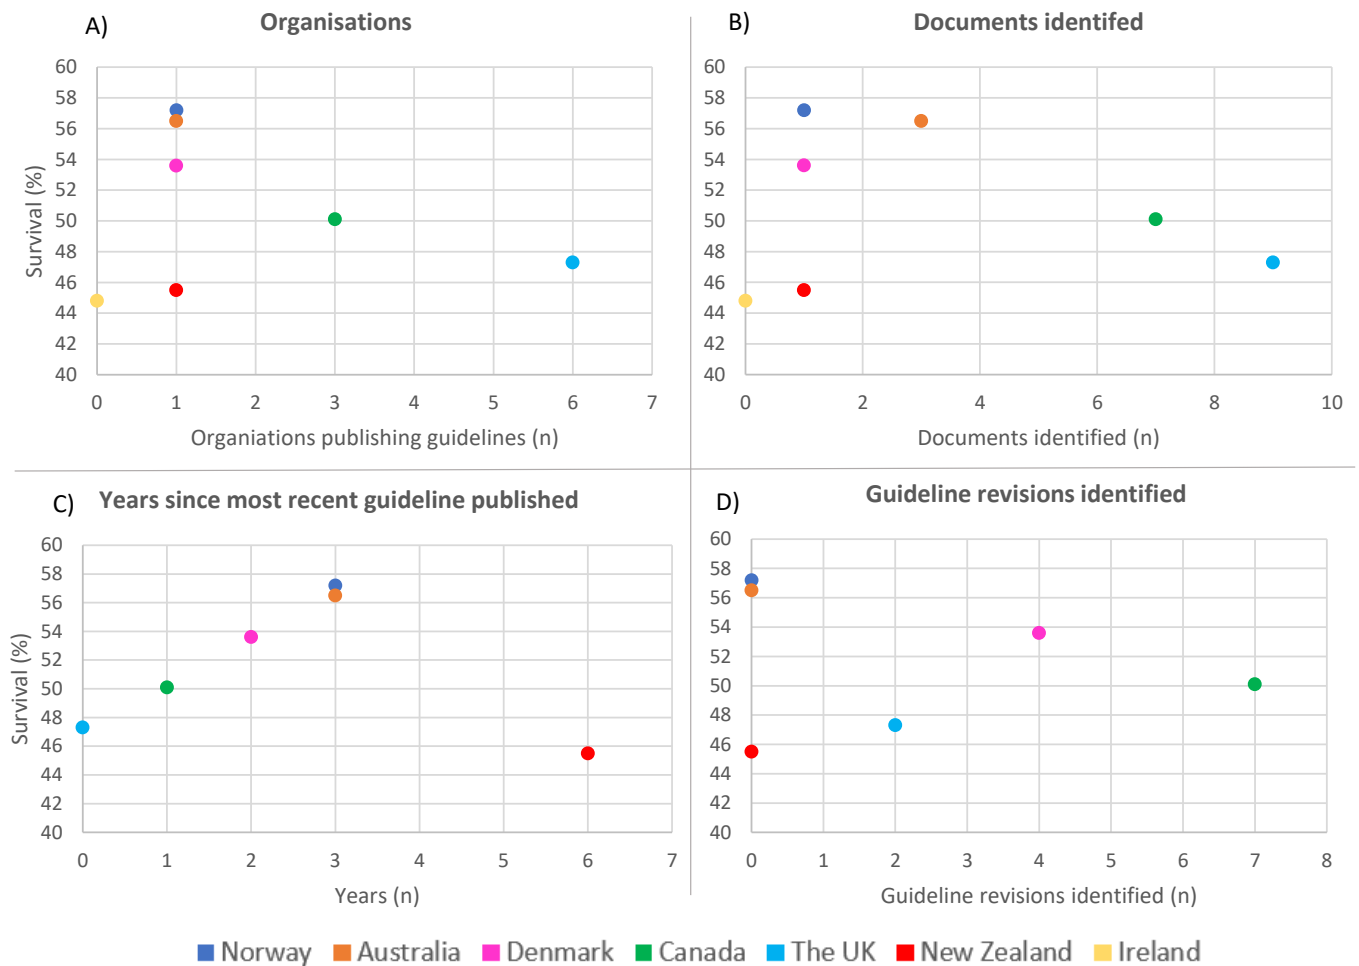 A)
Organisations
60
58
56
54
52
50
48
46
44
42
40
Survival (%)
0 1 2 3 4 5 6 7
Organiations publishing guidelines (n)
B)
Documents identifed
60
58
56
54
52
50
48
46
44
42
40
0 2 4 6 8 10
Documents identified (n)
C)
Years since most recent guideline published
60
58
56
54
52
50
48
46
44
42
40
Survival (%)
0 1 2 3 4 5 6 7
Years (n)
D)
Guideline revisions identified
60
58
56
54
52
50
48
46
44
42
40
0 1 2 3 4 5 6 7 8
Guideline revisions identified (n)
Norway Australia Denmark Canada The UK New Zealand Ireland